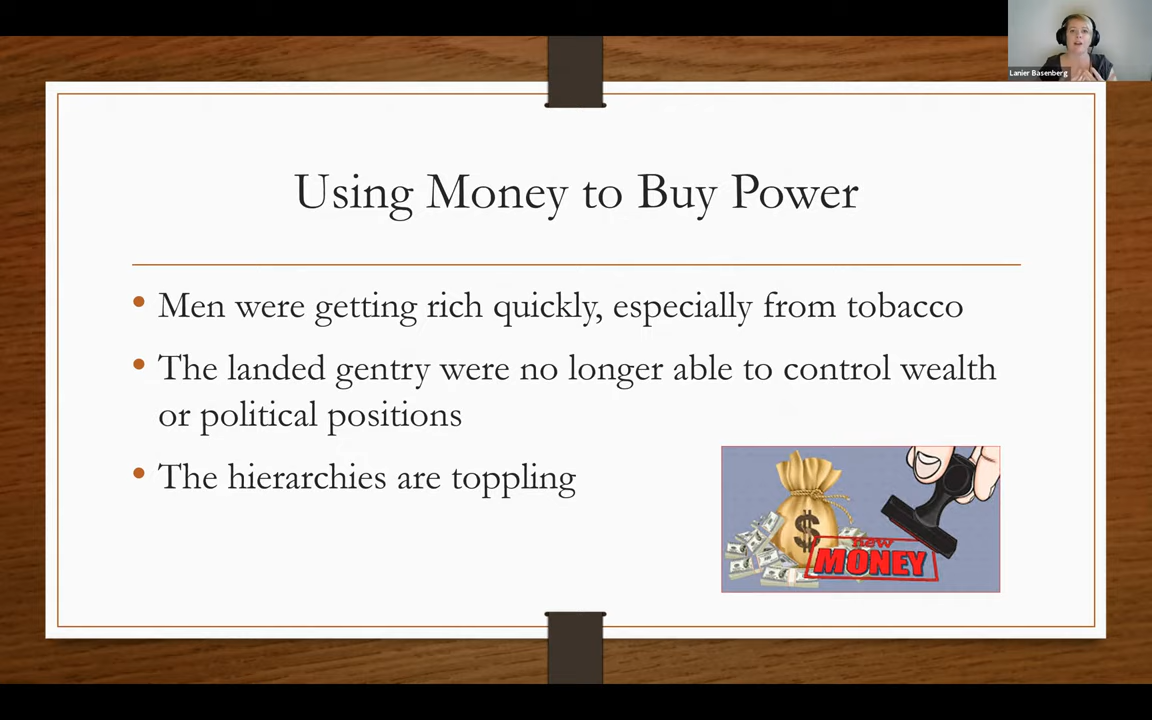 Lanier Basenberg
Using Money to Buy Power
• Men were getting rich quickly, especially from tobacco
• The landed gentry were no longer able to control wealth
or political positions
• The hierarchies are toppling
$
new
MONEY